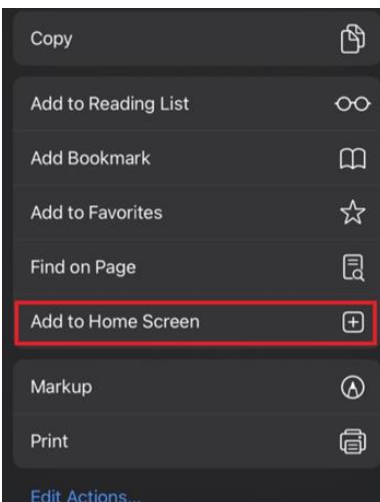 Copy
Add to Reading List
Add Bookmark
Add to Favorites
Find on Page
Add to Home Screen
Markup
Print
Edit Actions...